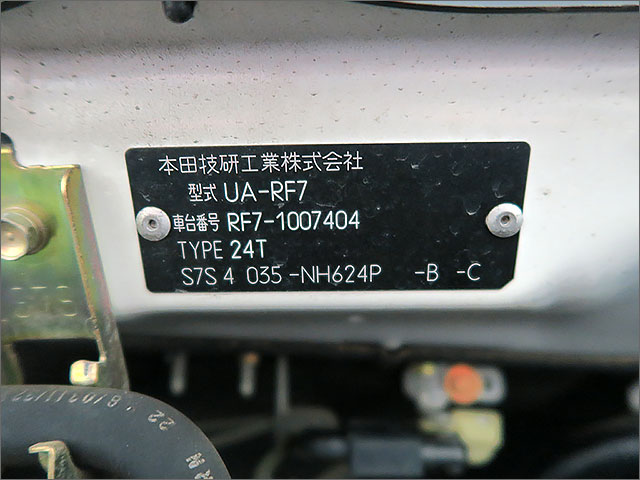 本田技研工業株式会社
型式 UA-RF7
車台番号 RF7-1007404
TYPE 24T
S7S 4 035 -NH624P -B -C
22